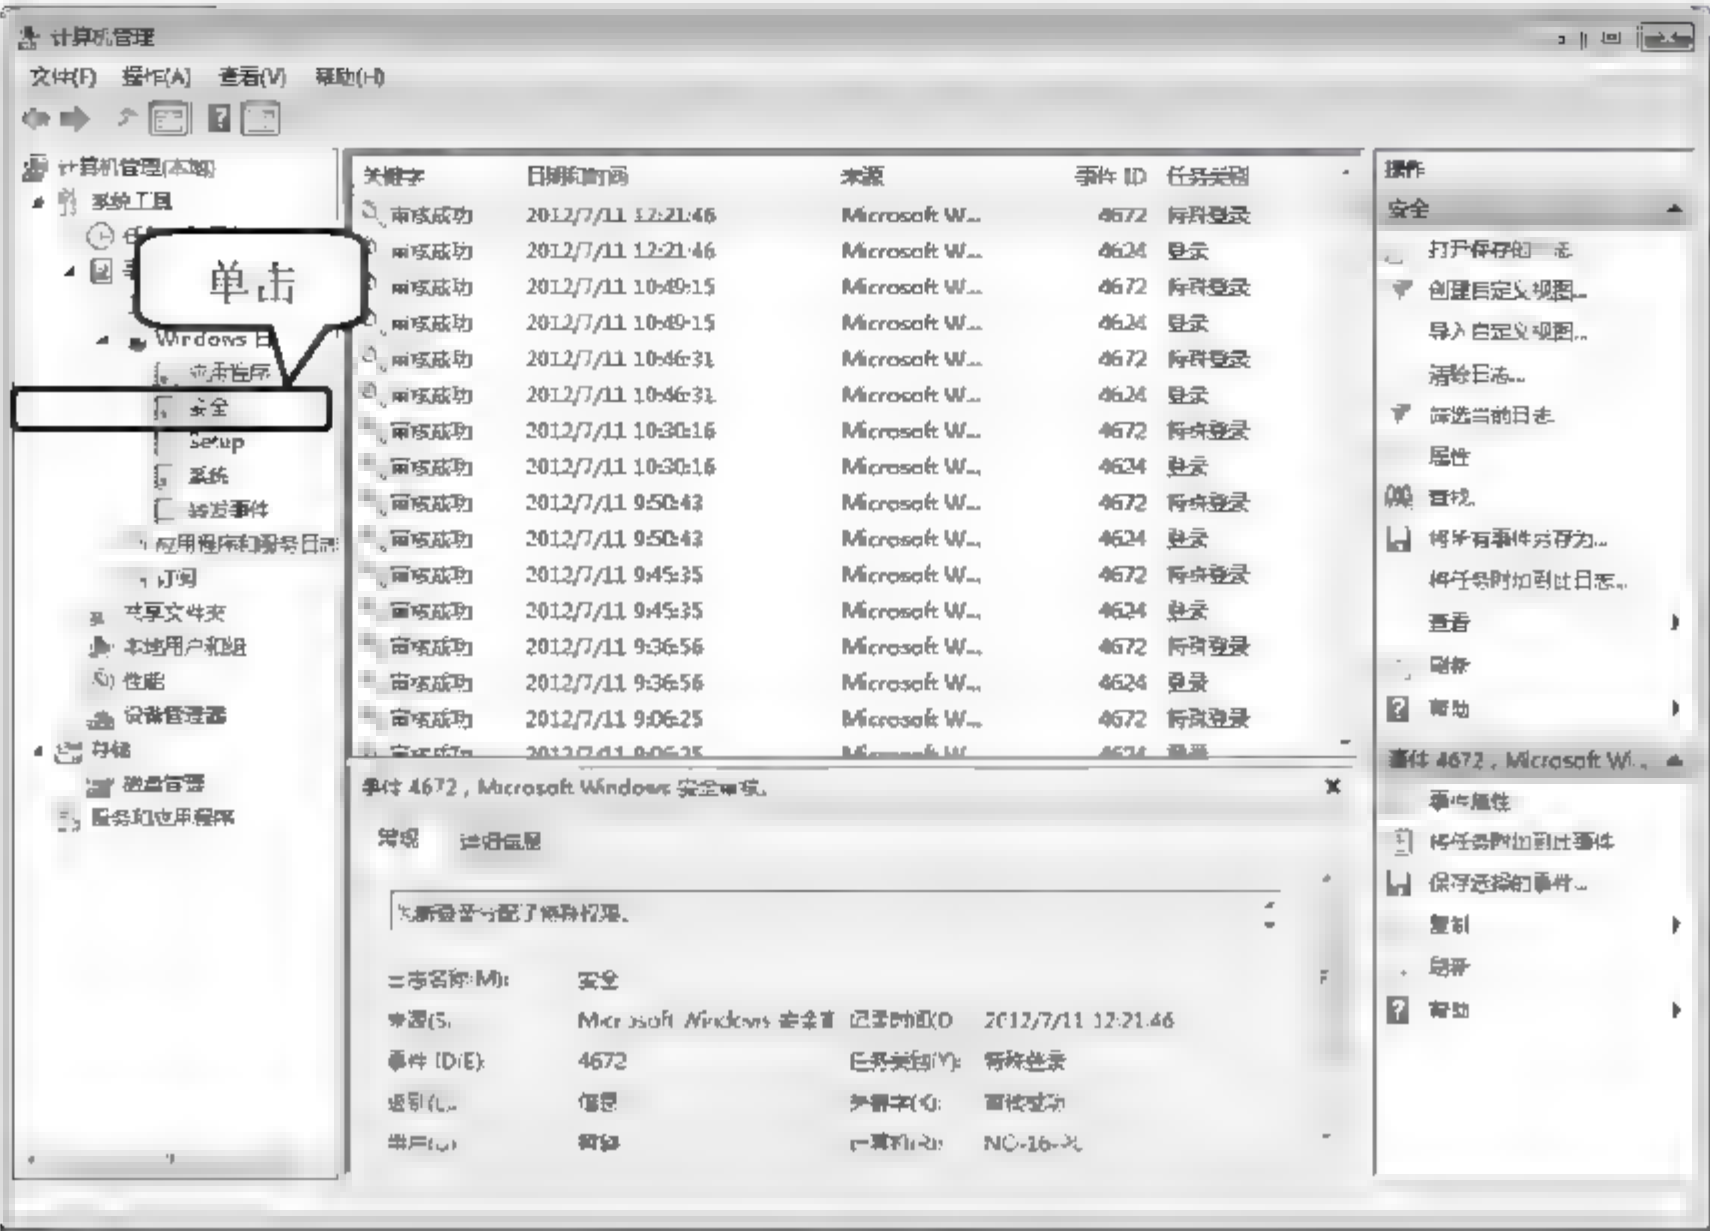 计算机管理
文件(F) 操作(A) 查看(V) 帮助(H)
计算机管理(本地)
系统工具
单击
Windows 日
应用程序
安全
Setup
系统
转发事件
应用程序和服务日志
订阅
共享文件夹
本地用户和组
性能
设备管理器
存储
磁盘管理
服务和应用程序
关键字 日期和时间 来源 事件 ID 任务类别
审核成功 2012/7/11 12:21:46 Microsoft W... 4672 特殊登录
审核成功 2012/7/11 12:21:46 Microsoft W... 4624 登录
审核成功 2012/7/11 10:49:15 Microsoft W... 4672 特殊登录
审核成功 2012/7/11 10:49:15 Microsoft W... 4624 登录
审核成功 2012/7/11 10:46:31 Microsoft W... 4672 特殊登录
审核成功 2012/7/11 10:46:31 Microsoft W... 4624 登录
审核成功 2012/7/11 10:30:16 Microsoft W... 4672 特殊登录
审核成功 2012/7/11 10:30:16 Microsoft W... 4624 登录
审核成功 2012/7/11 9:50:43 Microsoft W... 4672 特殊登录
审核成功 2012/7/11 9:50:43 Microsoft W... 4624 登录
审核成功 2012/7/11 9:45:35 Microsoft W... 4672 特殊登录
审核成功 2012/7/11 9:45:35 Microsoft W... 4624 登录
审核成功 2012/7/11 9:36:56 Microsoft W... 4672 特殊登录
审核成功 2012/7/11 9:36:56 Microsoft W... 4624 登录
审核成功 2012/7/11 9:06:25 Microsoft W... 4672 特殊登录
审核成功 2012/7/11 9:06:25 Microsoft W... 4624 登录
事件 4672，Microsoft Windows 安全审核。
常规 详细信息
为新登录分配了特殊权限。
日志名称(M): 安全
来源(S): Microsoft Windows 安全审 记录时间(D 2012/7/11 12:21:46
事件 ID(E): 4672 任务类别(Y): 特殊登录
级别(L): 信息 关键字(K): 审核成功
用户(U): 暂缺 计算机(R):
操作
安全
打开保存的日志
创建自定义视图...
导入自定义视图...
清除日志...
筛选当前日志
属性
查找...
将所有事件另存为...
将任务附加到此日志...
查看
刷新
帮助
事件 4672，Microsoft Wi...
事件属性
将任务附加到此事件
保存选择的事件...
复制
刷新
帮助